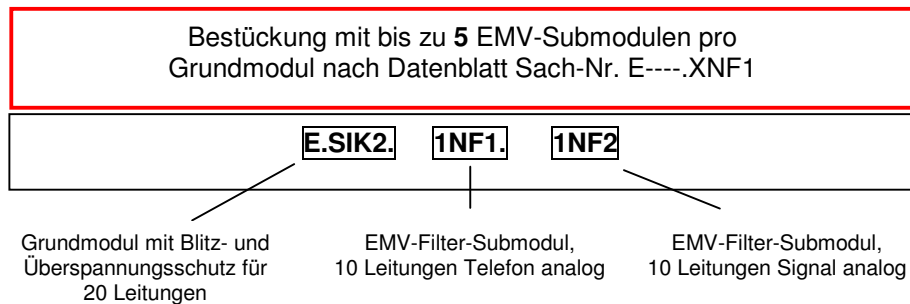 Bestückung mit bis zu 5 EMV-Submodulen pro
Grundmodul nach Datenblatt Sach-Nr. E----.XNF1
E.SIK2. 1NF1. 1NF2
Grundmodul mit Blitz- und
Überspannungsschutz für
20 Leitungen
EMV-Filter-Submodul,
10 Leitungen Telefon analog
EMV-Filter-Submodul,
10 Leitungen Signal analog